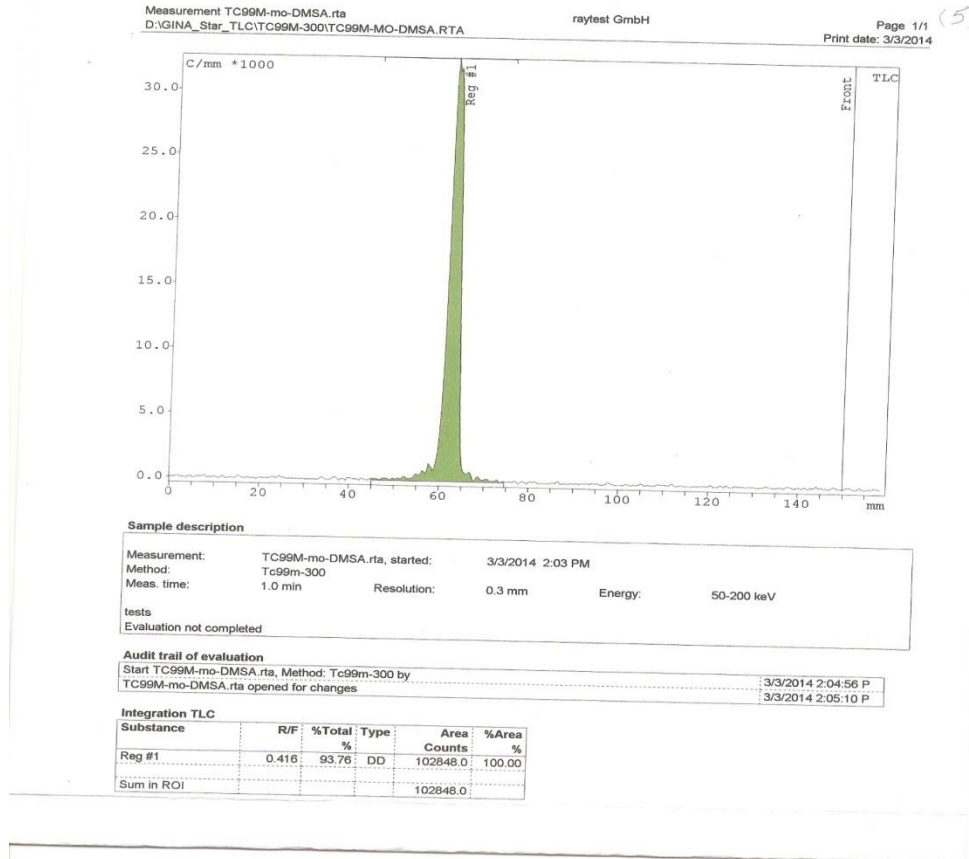 Measurement TC99M-mo-DMSA.rta
raytest GmbH
Page 1/1
(5
D:\GINA_Star_TLC\TC99M-300\TC99M-MO-DMSA.RTA
Print date: 3/3/2014
C/mm *1000
TLC
Front
Reg #1
30.0
25.0
20.0
15.0
10.0
5.0
0.0
0 20 40 60 80 100 120 140 mm
Sample description
Measurement: TC99M-mo-DMSA.rta, started: 3/3/2014 2:03 PM
Method: Tc99m-300
Meas. time: 1.0 min Resolution: 0.3 mm Energy: 50-200 keV
tests
Evaluation not completed
Audit trail of evaluation
Start TC99M-mo-DMSA.rta, Method: Tc99m-300 by 3/3/2014 2:04:56 P
TC99M-mo-DMSA.rta opened for changes 3/3/2014 2:05:10 P
Integration TLC
Substance R/F %Total Type Area %Area
% Counts %
Reg #1 0.416 93.76 DD 102848.0 100.00
Sum in ROI 102848.0